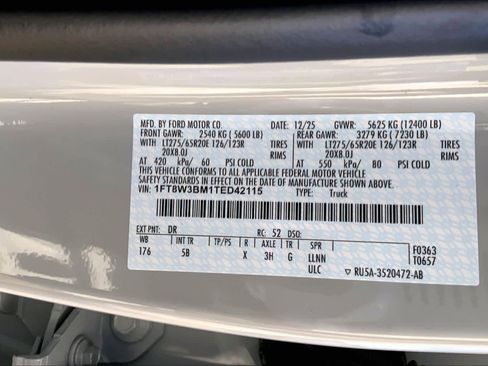 MFD. BY FORD MOTOR CO. 12/25 GVWR: 5625 KG (12400 LB)
FRONT GAWR: 2540 KG ( 5600 LB) REAR GAWR: 3279 KG ( 7230 LB)
WITH LT275/65R20E 126/123R TIRES WITH LT275/65R20E 126/123R TIRES
20X8.0J RIMS 20X8.0J RIMS
AT 420 kPa/ 60 PSI COLD AT 550 kPa/ 80 PSI COLD
THIS VEHICLE CONFORMS TO ALL APPLICABLE FEDERAL MOTOR VEHICLE
SAFETY STANDARDS IN EFFECT ON THE DATE OF MANUFACTURE SHOWN ABOVE.
VIN: 1FT8W3BM1TED42115 TYPE: Truck
EXT PNT: DR RC: 52 DSO:
WB INT TR TP/PS R AXLE TR SPR F0363
176 5B X 3H G LLNN T0657
ULC ▽ RU5A-3520472-AB